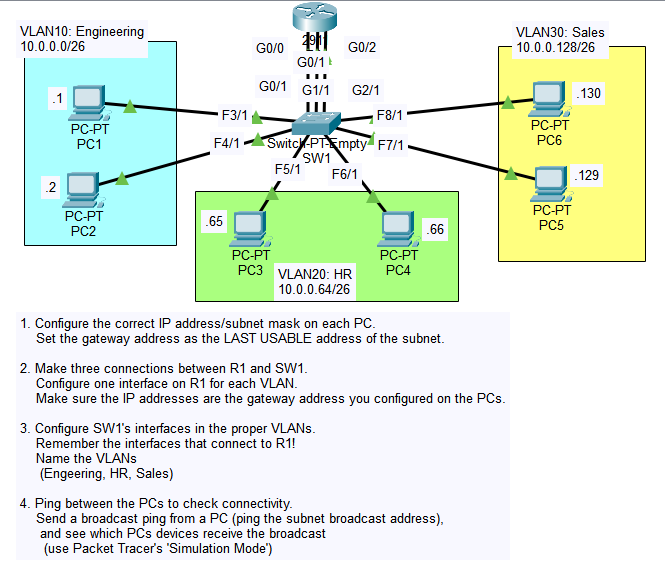 VLAN10: Engineering
10.0.0.0/26
VLAN30: Sales
10.0.0.128/26
G0/0
G0/1
G0/2
G0/1
G1/1
G2/1
.1
PC-PT
PC1
.2
PC-PT
PC2
F3/1
F4/1
F5/1
F6/1
F7/1
F8/1
Switch-PT-Empty
SW1
.130
PC-PT
PC6
.129
PC-PT
PC5
.65
PC-PT
PC3
.66
PC-PT
PC4
VLAN20: HR
10.0.0.64/26
1. Configure the correct IP address/subnet mask on each PC.
Set the gateway address as the LAST USABLE address of the subnet.
2. Make three connections between R1 and SW1.
Configure one interface on R1 for each VLAN.
Make sure the IP addresses are the gateway address you configured on the PCs.
3. Configure SW1's interfaces in the proper VLANs.
Remember the interfaces that connect to R1!
Name the VLANs
(Engeering, HR, Sales)
4. Ping between the PCs to check connectivity.
Send a broadcast ping from a PC (ping the subnet broadcast address),
and see which PCs devices receive the broadcast
(use Packet Tracer's 'Simulation Mode')